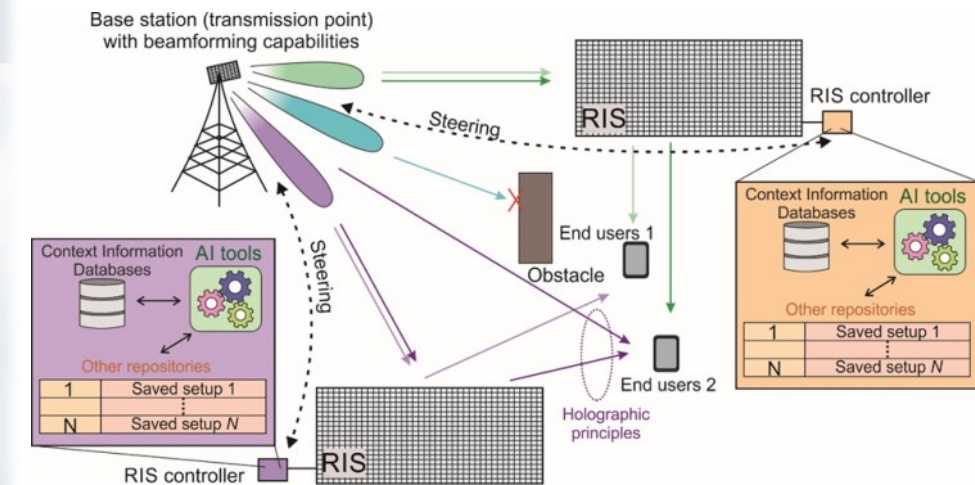 Base station (transmission point)
with beamforming capabilities
RIS
RIS controller
Steering
Context Information
Databases
AI tools
Other repositories
1 Saved setup 1
N Saved setup N
End users 1
Obstacle
End users 2
Holographic
principles
Steering
Context Information
Databases
AI tools
Other repositories
1 Saved setup 1
N Saved setup N
RIS controller
RIS